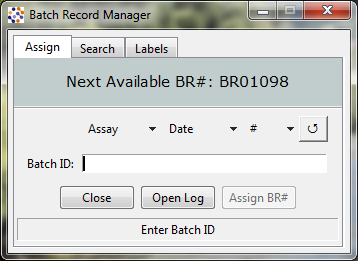 Batch Record Manager
Assign Search Labels
Next Available BR#: BR01098
Assay Date #
Batch ID:
Close Open Log Assign BR#
Enter Batch ID